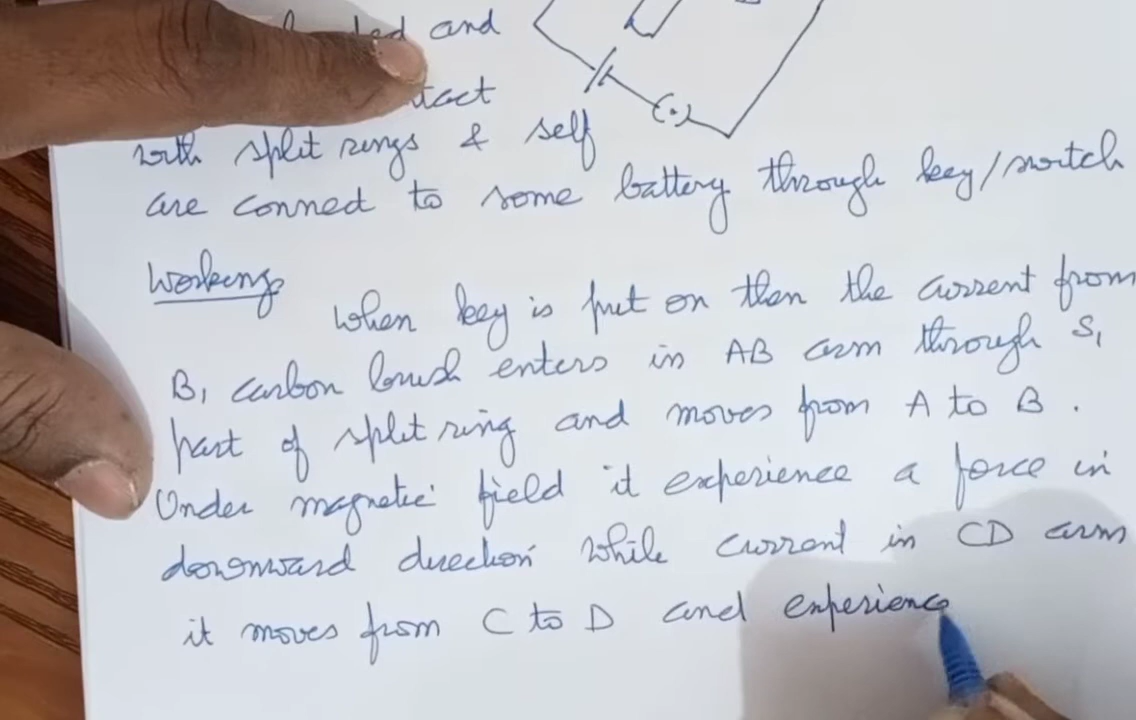 and
with split rings & self
are conned to some battery through key/switch
Working
When key is put on then the current from
B1 carbon brush enters in AB arm through S1
part of split ring and moves from A to B.
Under magnetic field it experience a force in
downward direction while current in CD arm
it moves from C to D and experience